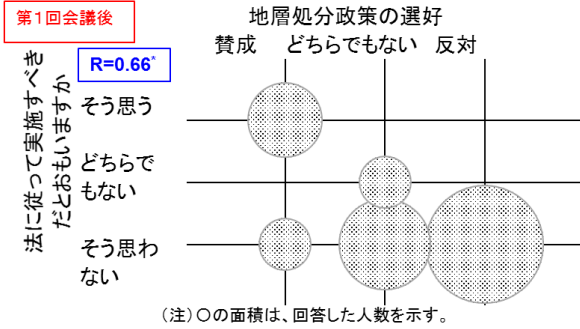 第1回会議後
地層処分政策の選好
賛成 どちらでもない 反対
R=0.66*
法に従って実施すべき
だとおもいますか
そう思う
どちらで
もない
そう思わ
ない
(注)○の面積は、回答した人数を示す。